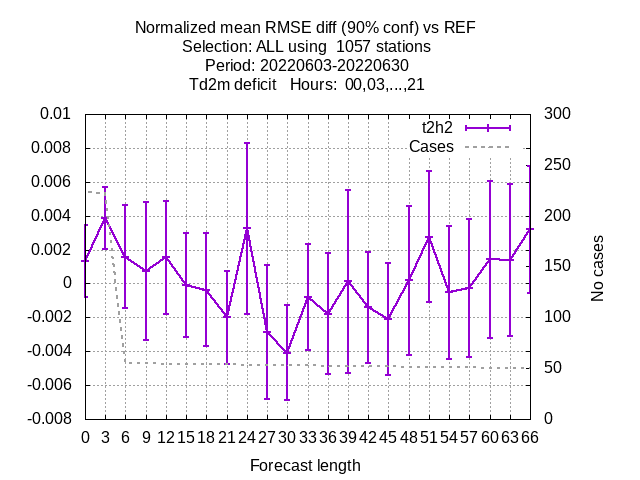 Normalized mean RMSE diff (90% conf) vs REF
Selection: ALL using  1057 stations
Period: 20220603-20220630
Td2m deficit   Hours:  00,03,...,21
t2h2
Cases
0.01
0.008
0.006
0.004
0.002
0
-0.002
-0.004
-0.006
-0.008
300
250
200
150
100
50
0
No cases
0 3 6 9 12 15 18 21 24 27 30 33 36 39 42 45 48 51 54 57 60 63 66
Forecast length